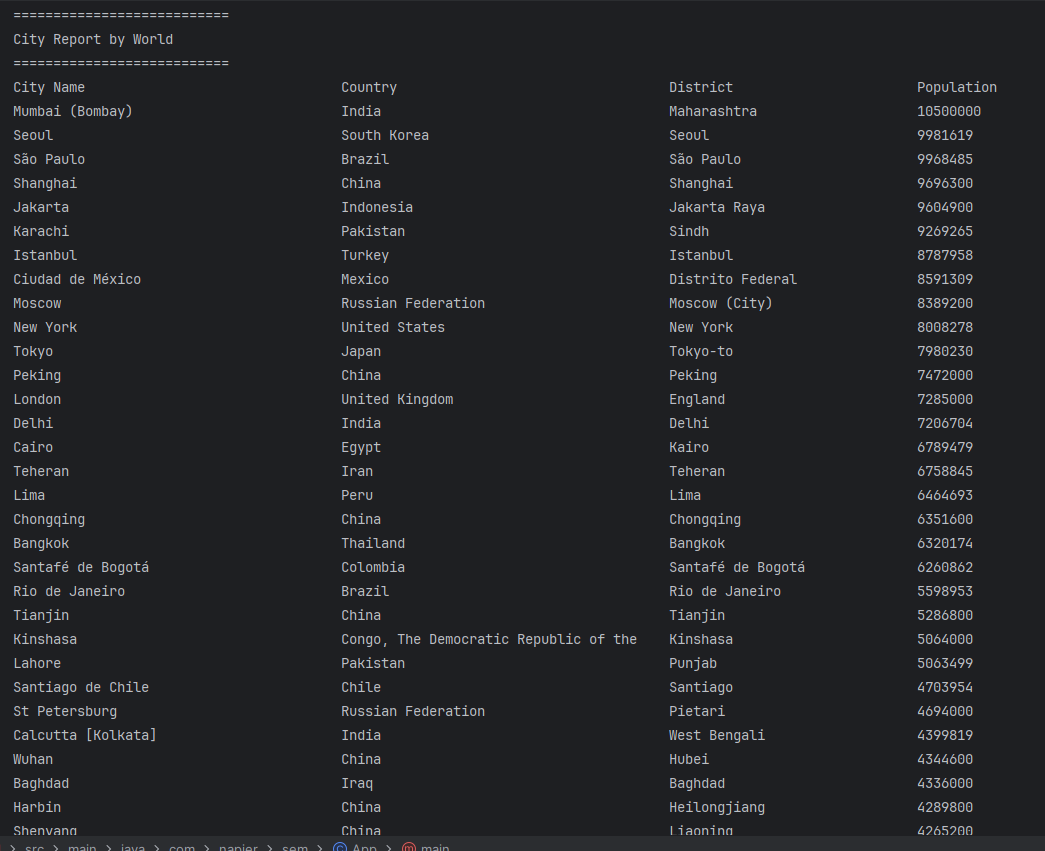 ===========================
City Report by World
===========================
City Name Country District Population
Mumbai (Bombay) India Maharashtra 10500000
Seoul South Korea Seoul 9981619
São Paulo Brazil São Paulo 9968485
Shanghai China Shanghai 9696300
Jakarta Indonesia Jakarta Raya 9604900
Karachi Pakistan Sindh 9269265
Istanbul Turkey Istanbul 8787958
Ciudad de México Mexico Distrito Federal 8591309
Moscow Russian Federation Moscow (City) 8389200
New York United States New York 8008278
Tokyo Japan Tokyo-to 7980230
Peking China Peking 7472000
London United Kingdom England 7285000
Delhi India Delhi 7206704
Cairo Egypt Kairo 6789479
Teheran Iran Teheran 6758845
Lima Peru Lima 6464693
Chongqing China Chongqing 6351600
Bangkok Thailand Bangkok 6320174
Santafé de Bogotá Colombia Santafé de Bogotá 6260862
Rio de Janeiro Brazil Rio de Janeiro 5598953
Tianjin China Tianjin 5286800
Kinshasa Congo, The Democratic Republic of the Kinshasa 5064000
Lahore Pakistan Punjab 5063499
Santiago de Chile Chile Santiago 4703954
St Petersburg Russian Federation Pietari 4694000
Calcutta [Kolkata] India West Bengali 4399819
Wuhan China Hubei 4344600
Baghdad Iraq Baghdad 4336000
Harbin China Heilongjiang 4289800
Shenyang China Liaoning 4265200
> src > main > java > com > napier > sem > App > main